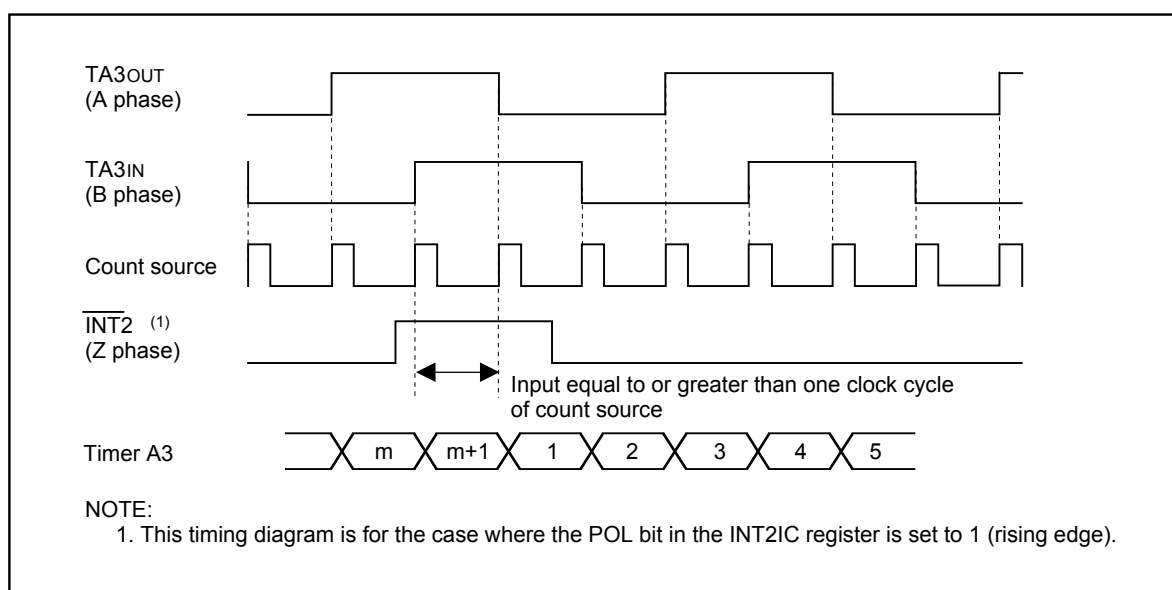 TA3OUT
(A phase)
TA3IN
(B phase)
Count source
INT2 (1)
(Z phase)
Input equal to or greater than one clock cycle
of count source
Timer A3
m
m+1
1
2
3
4
5
NOTE:
1. This timing diagram is for the case where the POL bit in the INT2IC register is set to 1 (rising edge).